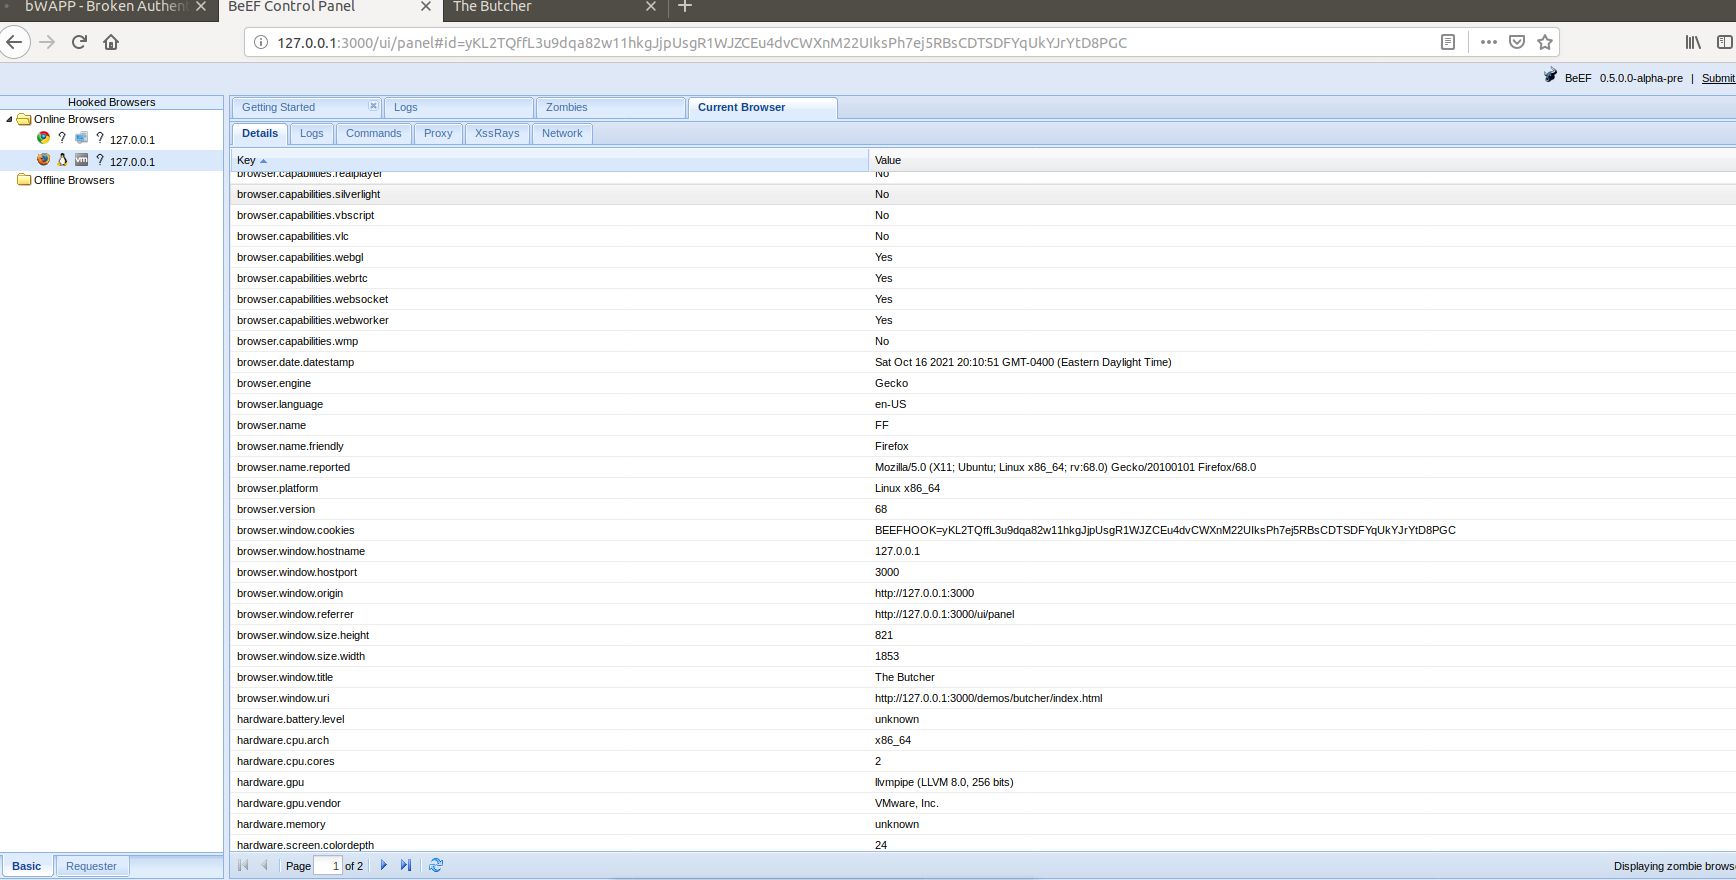 bWAPP - Broken Authent
BeEF Control Panel
The Butcher
127.0.0.1:3000/ui/panel#id=yKL2TQffL3u9dqa82w11hkgJjpUsgR1WJZCEu4dvCWXnM22UIksPh7ej5RBsCDTSDFYqUkYJrYtD8PGC
BeEF 0.5.0.0-alpha-pre | Submit
Hooked Browsers
Getting Started
Logs
Zombies
Current Browser
Online Browsers
? ? 127.0.0.1
vm ? 127.0.0.1
Offline Browsers
Details Logs Commands Proxy XssRays Network
Key Value
browser.capabilities.realplayer No
browser.capabilities.silverlight No
browser.capabilities.vbscript No
browser.capabilities.vlc No
browser.capabilities.webgl Yes
browser.capabilities.webrtc Yes
browser.capabilities.websocket Yes
browser.capabilities.webworker Yes
browser.capabilities.wmp No
browser.date.datestamp Sat Oct 16 2021 20:10:51 GMT-0400 (Eastern Daylight Time)
browser.engine Gecko
browser.language en-US
browser.name FF
browser.name.friendly Firefox
browser.name.reported Mozilla/5.0 (X11; Ubuntu; Linux x86_64; rv:68.0) Gecko/20100101 Firefox/68.0
browser.platform Linux x86_64
browser.version 68
browser.window.cookies BEEFHOOK=yKL2TQffL3u9dqa82w11hkgJjpUsgR1WJZCEu4dvCWXnM22UIksPh7ej5RBsCDTSDFYqUkYJrYtD8PGC
browser.window.hostname 127.0.0.1
browser.window.hostport 3000
browser.window.origin http://127.0.0.1:3000
browser.window.referrer http://127.0.0.1:3000/ui/panel
browser.window.size.height 821
browser.window.size.width 1853
browser.window.title The Butcher
browser.window.uri http://127.0.0.1:3000/demos/butcher/index.html
hardware.battery.level unknown
hardware.cpu.arch x86_64
hardware.cpu.cores 2
hardware.gpu llvmpipe (LLVM 8.0, 256 bits)
hardware.gpu.vendor VMware, Inc.
hardware.memory unknown
hardware.screen.colordepth 24
Basic Requester
Page 1 of 2
Displaying zombie brows